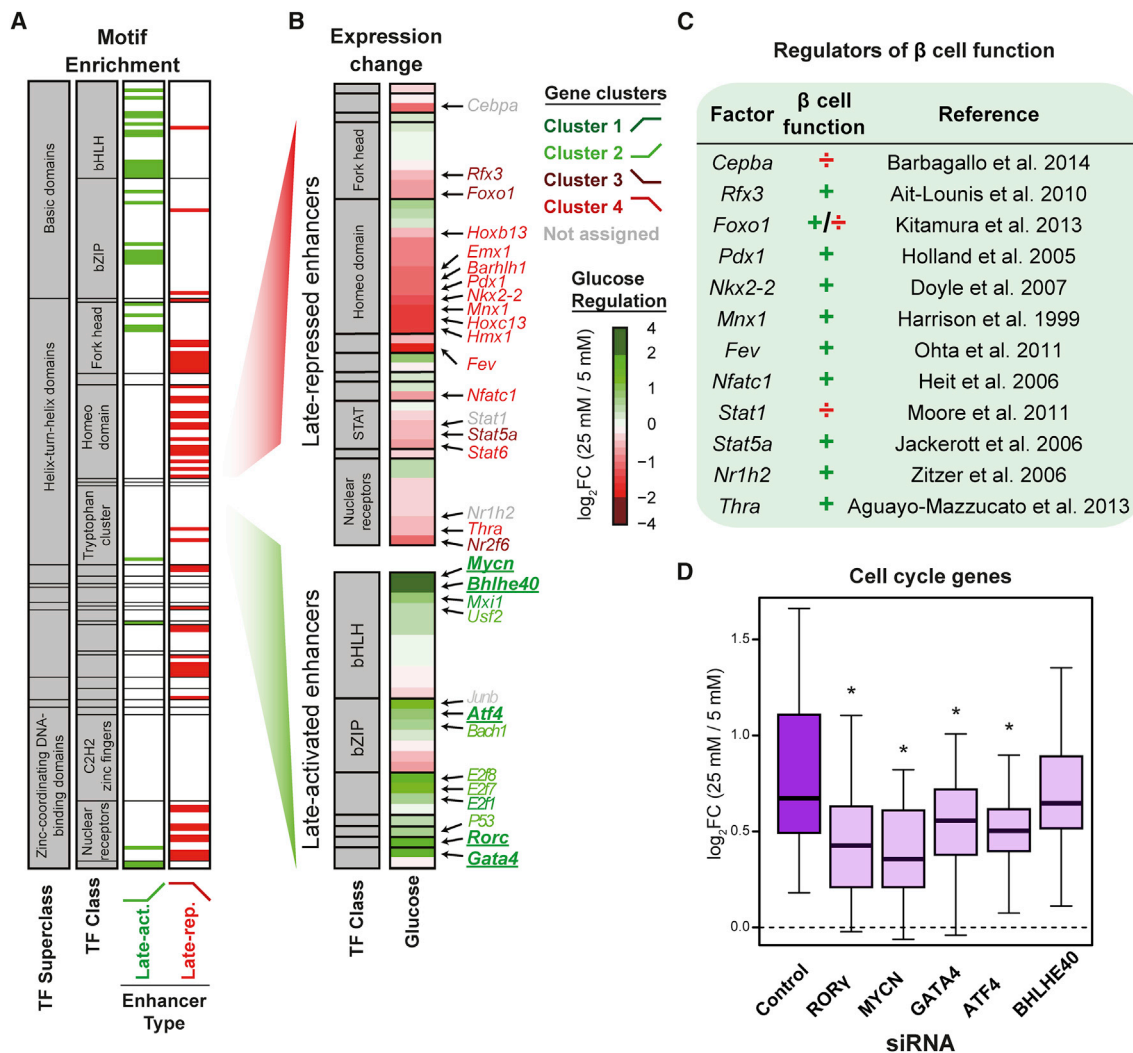 A
Motif
Enrichment
Basic domains
Helix-turn-helix domains
Zinc-coordinating DNA-
binding domains
bHLH
bZIP
Fork head
Homeo
domain
Tryptophan
cluster
C2H2
zinc fingers
Nuclear
receptors
TF Superclass
TF Class
Late-act.
Late-rep.
Enhancer
Type
B
Expression
change
Late-repressed enhancers
Fork head
Homeo domain
STAT
Nuclear
receptors
Cebpa
Rfx3
Foxo1
Hoxb13
Emx1
Barhlh1
Pdx1
Nkx2-2
Mnx1
Hoxc13
Hmx1
Fev
Nfatc1
Stat1
Stat5a
Stat6
Nr1h2
Thra
Nr2f6
Late-activated enhancers
bHLH
bZIP
Mycn
Bhlhe40
Mxi1
Usf2
Junb
Atf4
Bach1
E2f8
E2f7
E2f1
P53
Rorc
Gata4
TF Class
Glucose
Gene clusters
Cluster 1
Cluster 2
Cluster 3
Cluster 4
Not assigned
Glucose
Regulation
log2FC (25 mM / 5 mM)
4
2
1
0
−1
−2
−4
C
Regulators of β cell function
Factor β cell function Reference
Cepba ÷ Barbagallo et al. 2014
Rfx3 + Ait-Lounis et al. 2010
Foxo1 +/÷ Kitamura et al. 2013
Pdx1 + Holland et al. 2005
Nkx2-2 + Doyle et al. 2007
Mnx1 + Harrison et al. 1999
Fev + Ohta et al. 2011
Nfatc1 + Heit et al. 2006
Stat1 ÷ Moore et al. 2011
Stat5a + Jackerott et al. 2006
Nr1h2 + Zitzer et al. 2006
Thra + Aguayo-Mazzucato et al. 2013
D
Cell cycle genes
log2FC (25 mM / 5 mM)
1.5
1.0
0.5
0.0
* * * *
Control
RORγ
MYCN
GATA4
ATF4
BHLHE40
siRNA